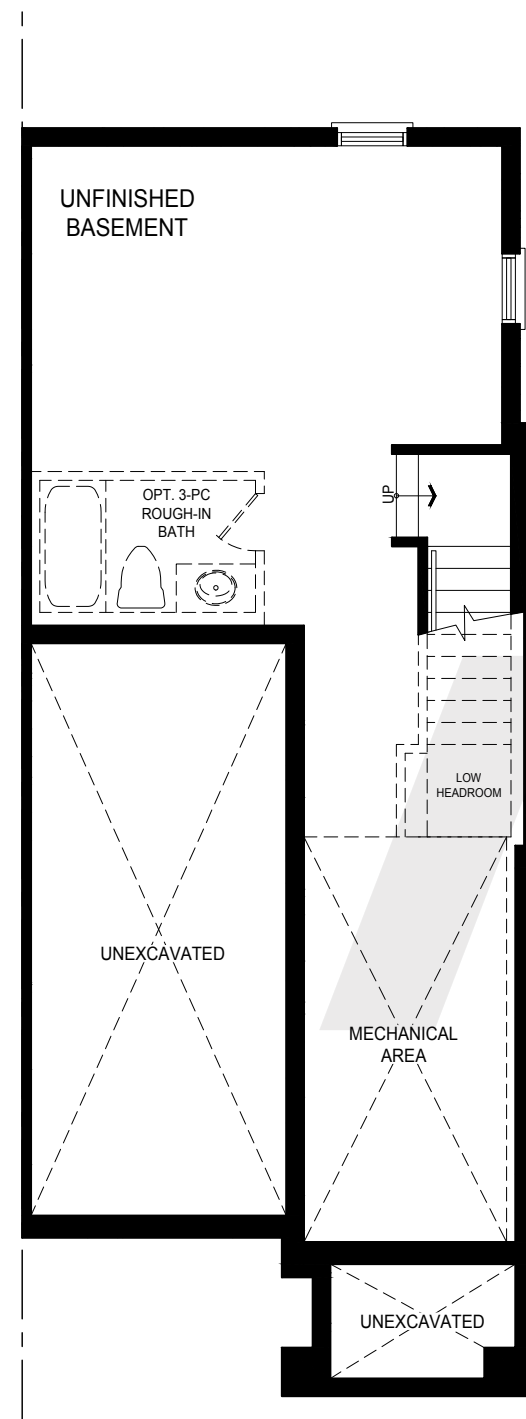 UNFINISHED
BASEMENT
OPT. 3-PC
ROUGH-IN
BATH
UP
LOW
HEADROOM
UNEXCAVATED
MECHANICAL
AREA
UNEXCAVATED